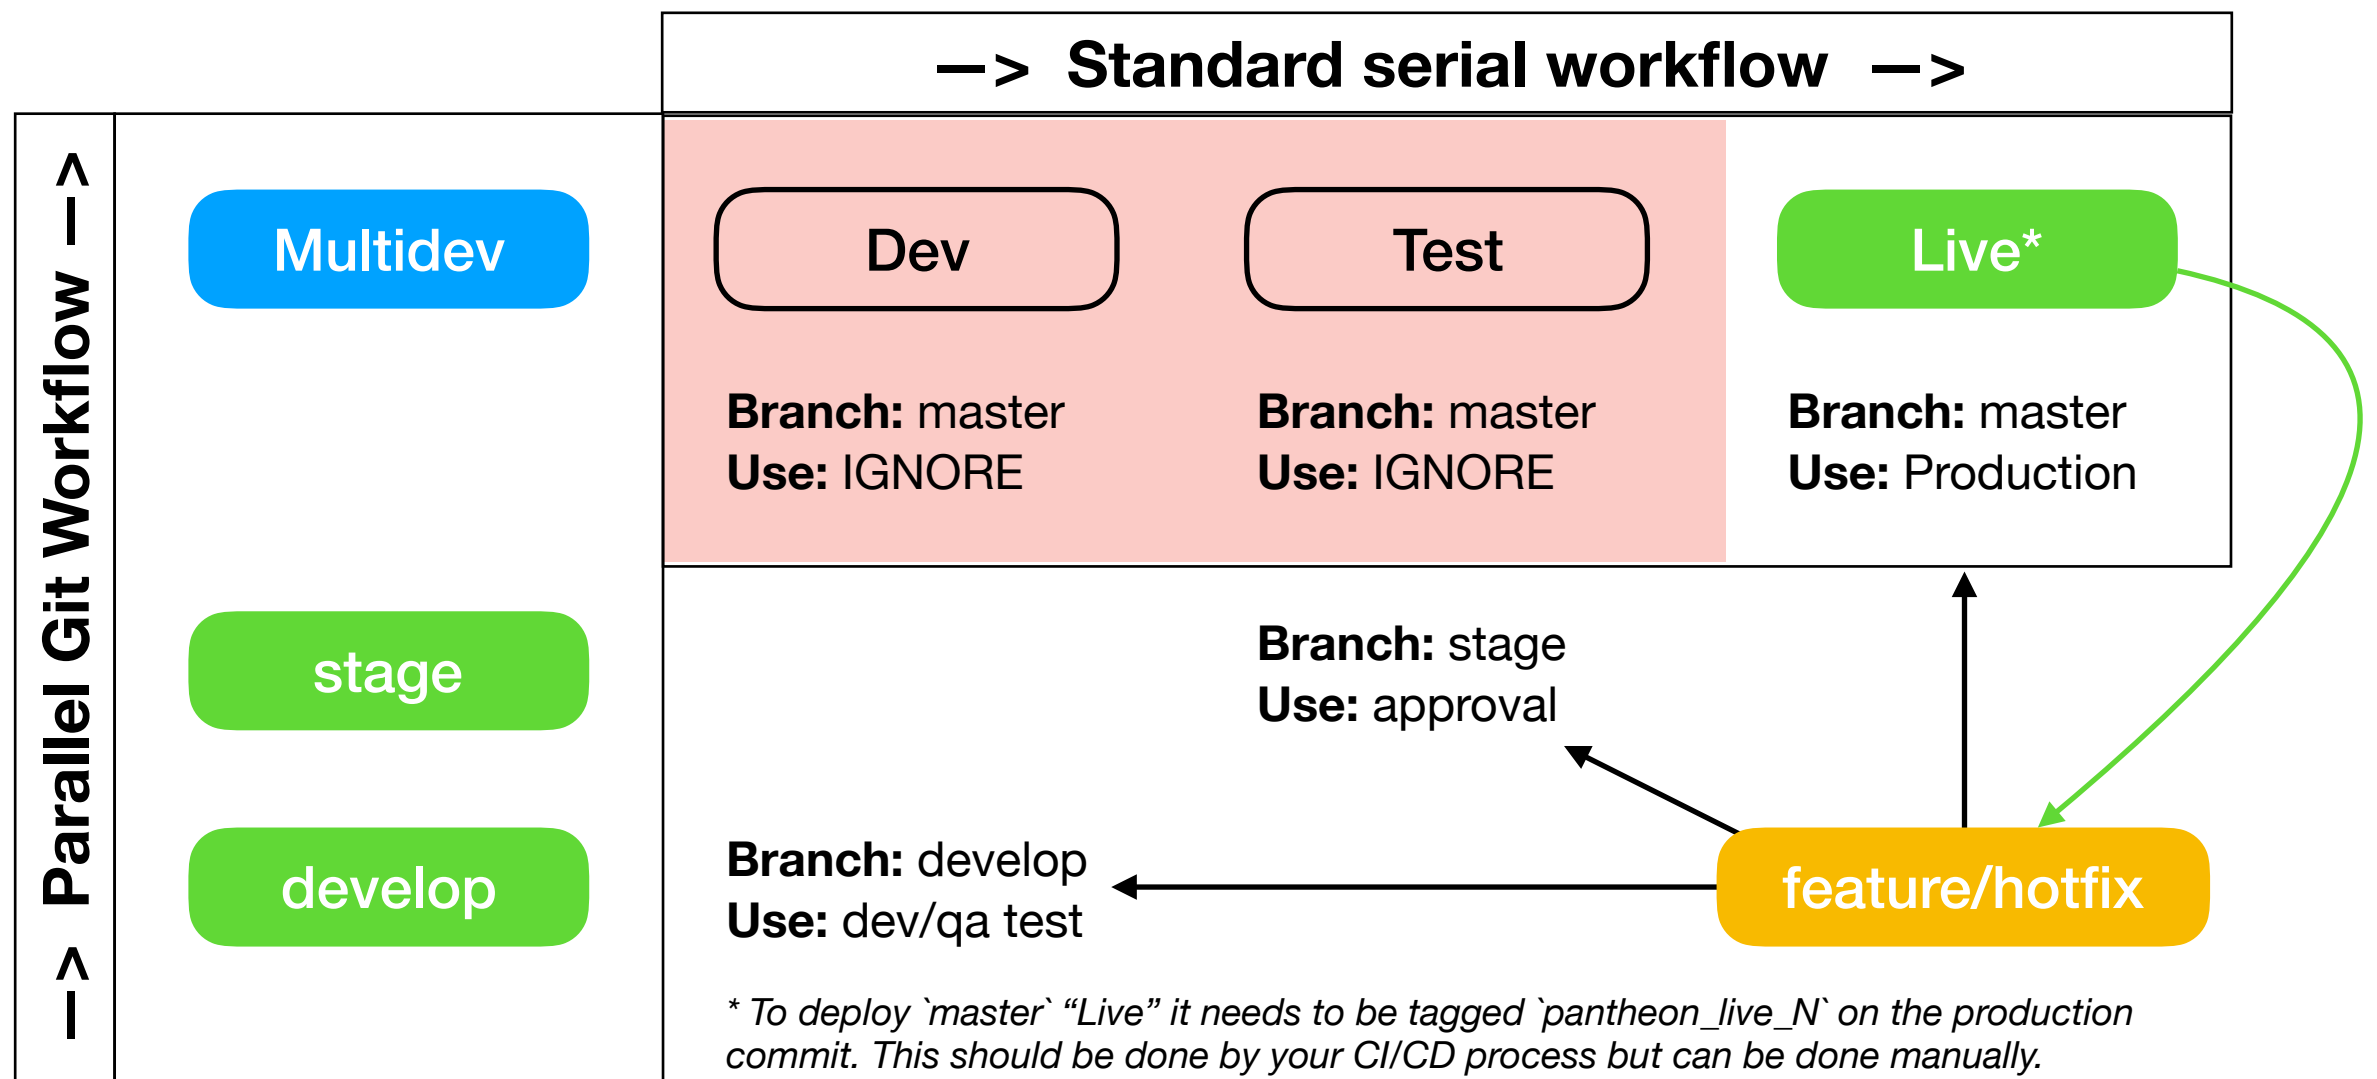 —> Standard serial workflow —>
—> Parallel Git Workflow —>
Multidev
Dev
Test
Live*
Branch: master
Use: IGNORE
Branch: master
Use: IGNORE
Branch: master
Use: Production
stage
Branch: stage
Use: approval
develop
Branch: develop
Use: dev/qa test
feature/hotfix
* To deploy `master` “Live” it needs to be tagged `pantheon_live_N` on the production
commit. This should be done by your CI/CD process but can be done manually.